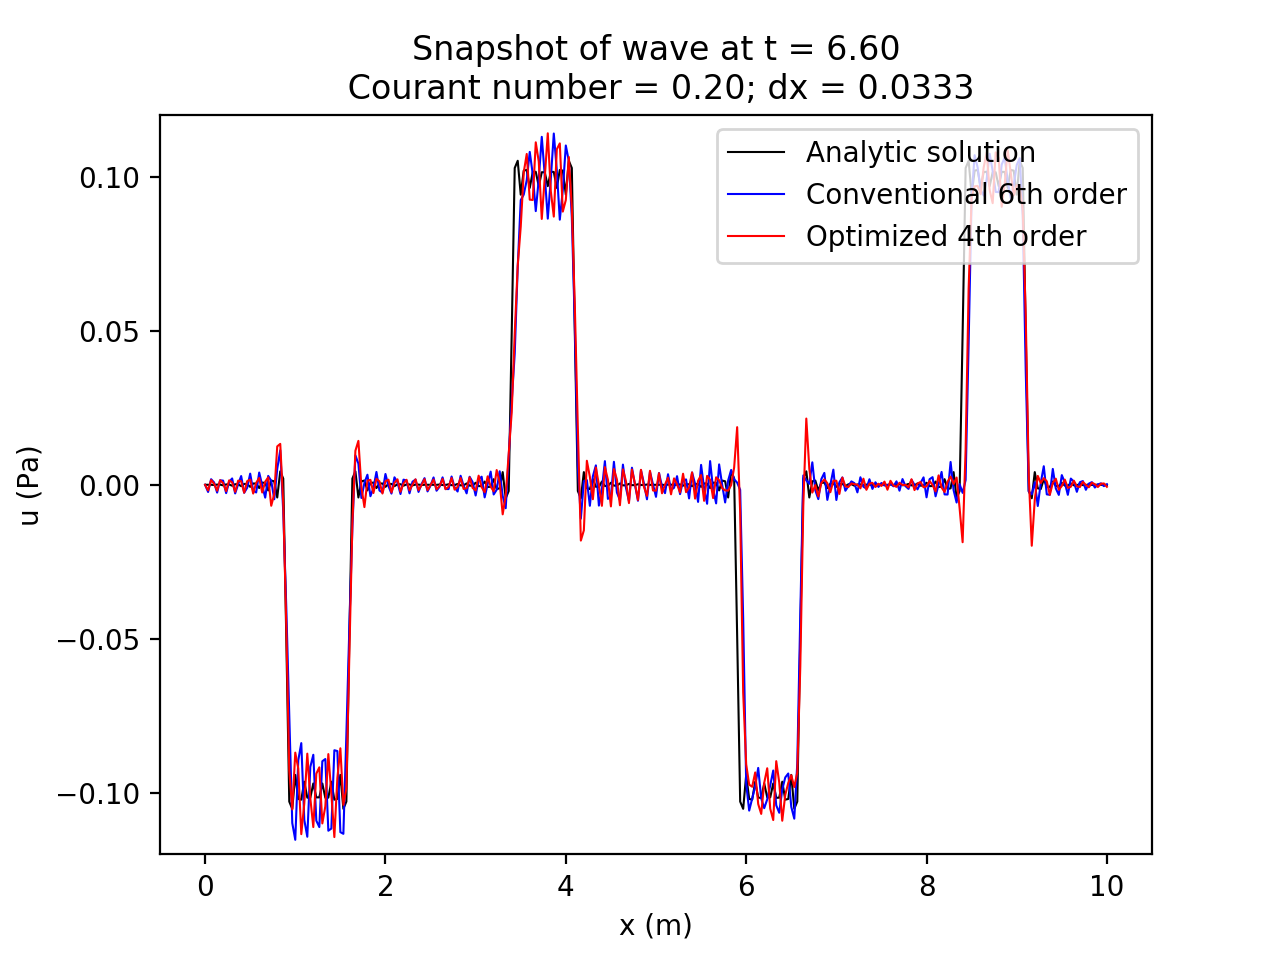 Snapshot of wave at t = 6.60
Courant number = 0.20; dx = 0.0333
Analytic solution
Conventional 6th order
Optimized 4th order
0.10
0.05
0.00
−0.05
−0.10
u (Pa)
0 2 4 6 8 10
x (m)